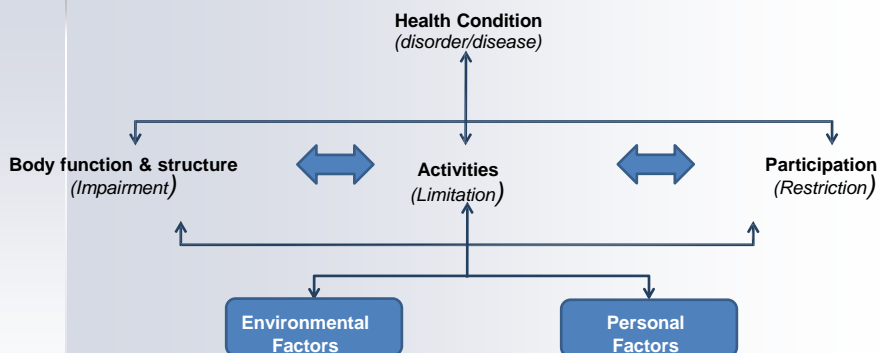 Health Condition
(disorder/disease)
Body function & structure
(Impairment)
Activities
(Limitation)
Participation
(Restriction)
Environmental
Factors
Personal
Factors